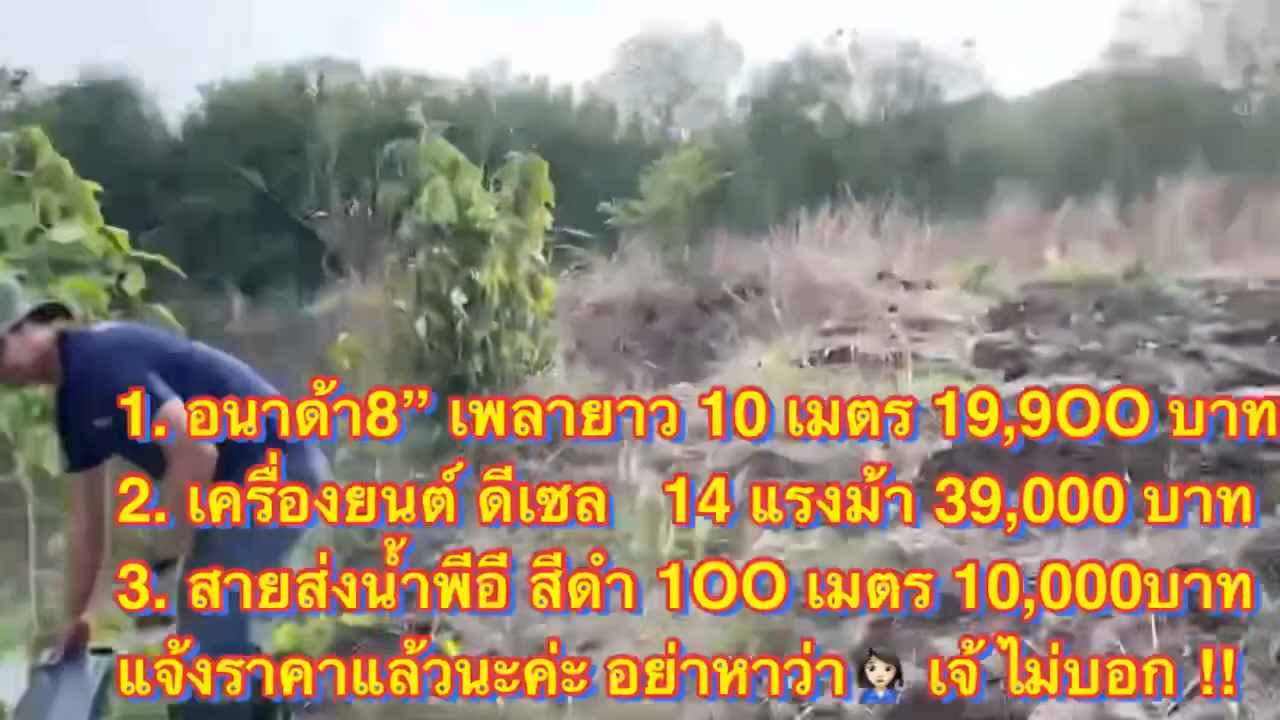 1. อนาด้า8” เพลายาว 10 เมตร 19,9OO บาท
2. เครื่องยนต์ ดีเซล 14 แรงม้า 39,000 บาท
3. สายส่งน้ำพีอี สีดำ 1OO เมตร 10,000บาท
แจ้งราคาแล้วนะค่ะ อย่าหาว่า👩🏻‍💼 เจ้ ไม่บอก !!